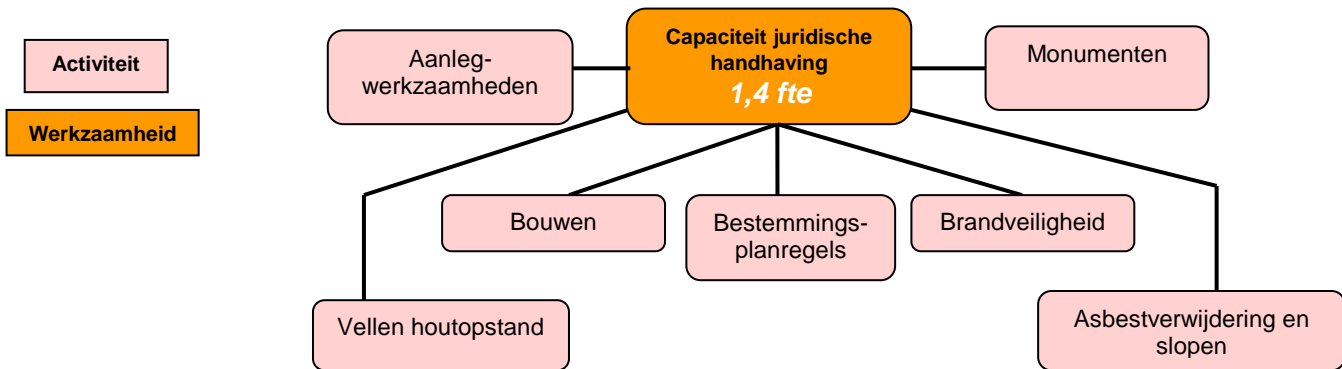 Activiteit
Werkzaamheid
Aanleg-
werkzaamheden
Capaciteit juridische
handhaving
1,4 fte
Monumenten
Bouwen
Bestemmings-
planregels
Brandveiligheid
Vellen houtopstand
Asbestverwijdering en
slopen